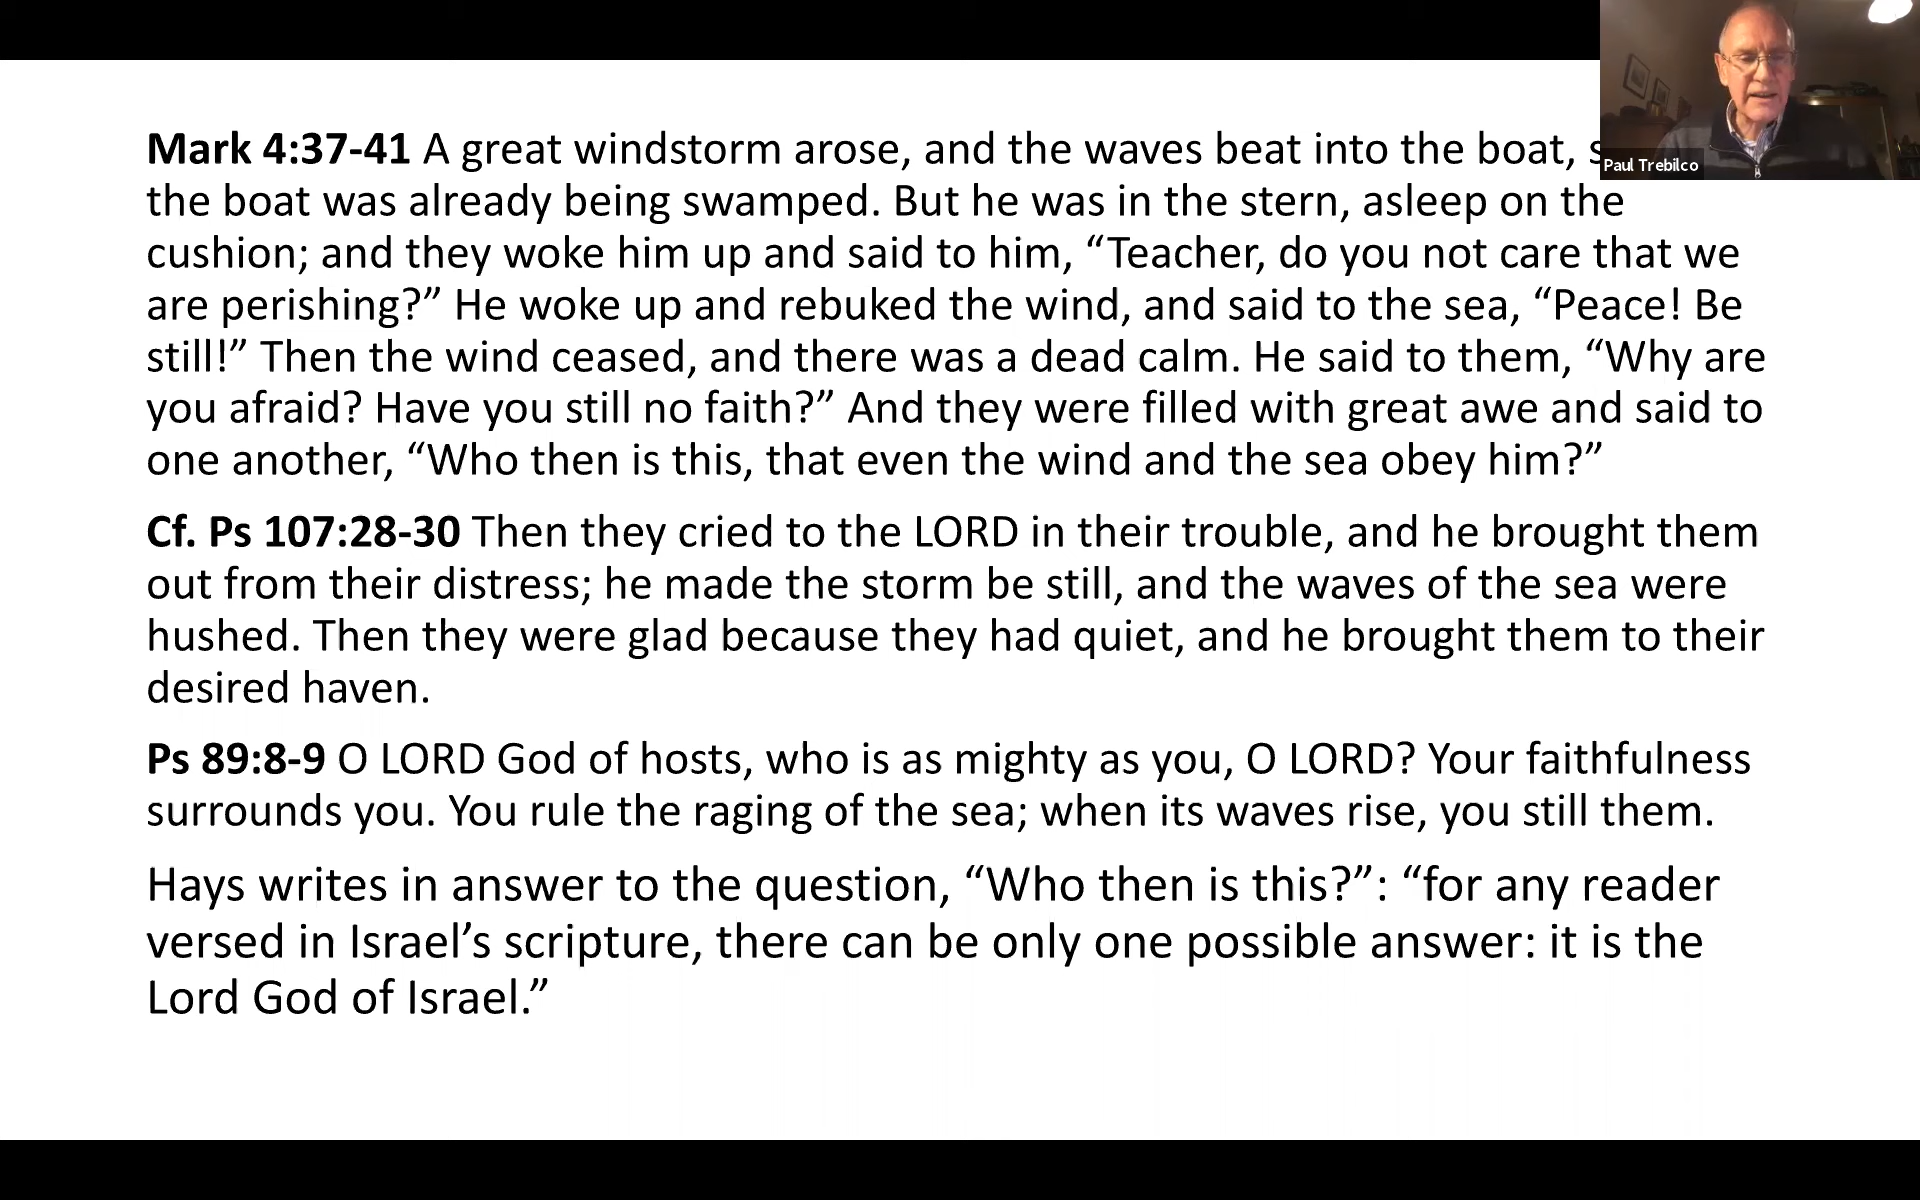 Mark 4:37-41 A great windstorm arose, and the waves beat into the boat,
the boat was already being swamped. But he was in the stern, asleep on the
cushion; and they woke him up and said to him, “Teacher, do you not care that we
are perishing?” He woke up and rebuked the wind, and said to the sea, “Peace! Be
still!” Then the wind ceased, and there was a dead calm. He said to them, “Why are
you afraid? Have you still no faith?” And they were filled with great awe and said to
one another, “Who then is this, that even the wind and the sea obey him?”
Cf. Ps 107:28-30 Then they cried to the LORD in their trouble, and he brought them
out from their distress; he made the storm be still, and the waves of the sea were
hushed. Then they were glad because they had quiet, and he brought them to their
desired haven.
Ps 89:8-9 O LORD God of hosts, who is as mighty as you, O LORD? Your faithfulness
surrounds you. You rule the raging of the sea; when its waves rise, you still them.
Hays writes in answer to the question, “Who then is this?”: “for any reader
versed in Israel’s scripture, there can be only one possible answer: it is the
Lord God of Israel.”
Paul Trebilco